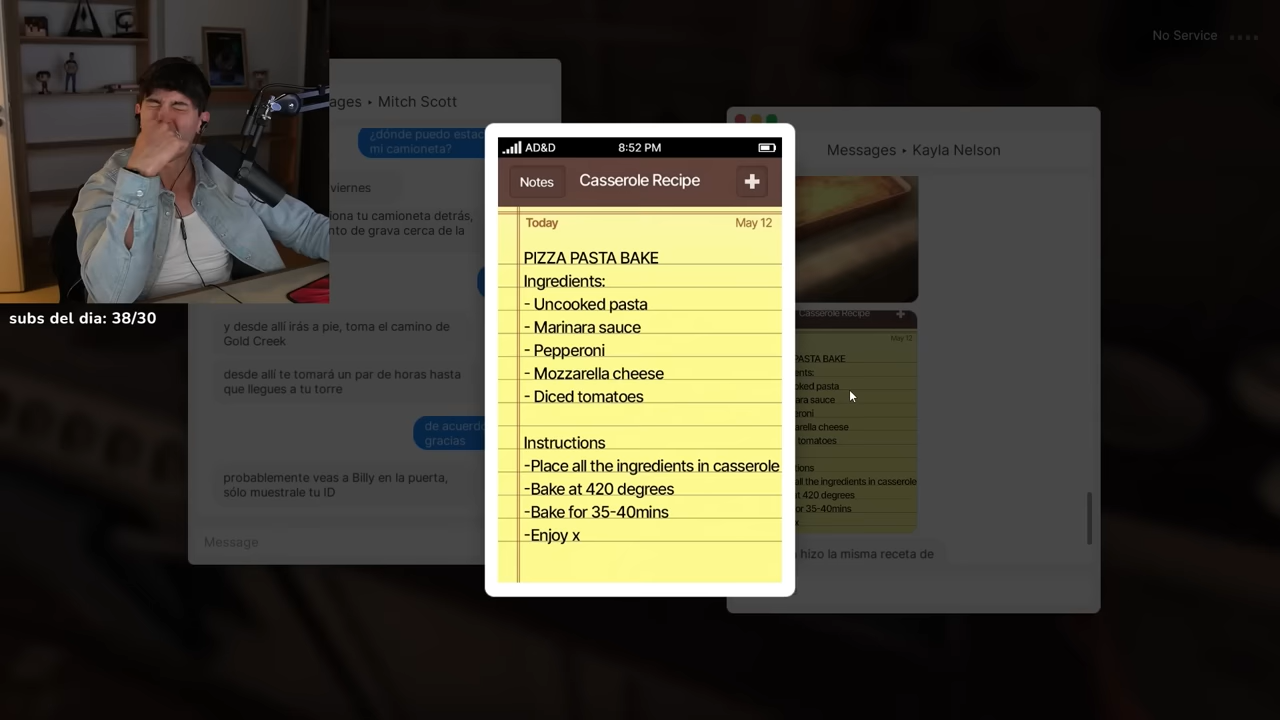 No Service
ages ‣ Mitch Scott
¿dónde puedo estac
mi camioneta?
viernes
iona tu camioneta detrás,
nto de grava cerca de la
subs del dia: 38/30
y desde allí irás a pie, toma el camino de
Gold Creek
desde allí te tomará un par de horas hasta
que llegues a tu torre
de acuerdo
gracias
probablemente veas a Billy en la puerta,
sólo muestrale tu ID
Message
AD&D
8:52 PM
Notes
Casserole Recipe
Today
May 12
PIZZA PASTA BAKE
Ingredients:
- Uncooked pasta
- Marinara sauce
- Pepperoni
- Mozzarella cheese
- Diced tomatoes
Instructions
-Place all the ingredients in casserole
-Bake at 420 degrees
-Bake for 35-40mins
-Enjoy x
Messages ‣ Kayla Nelson
Casserole Recipe
May 12
PASTA BAKE
ents:
oked pasta
ara sauce
eroni
arella cheese
tomatoes
tions
all the ingredients in casserole
at 420 degrees
or 35-40mins
x
hizo la misma receta de